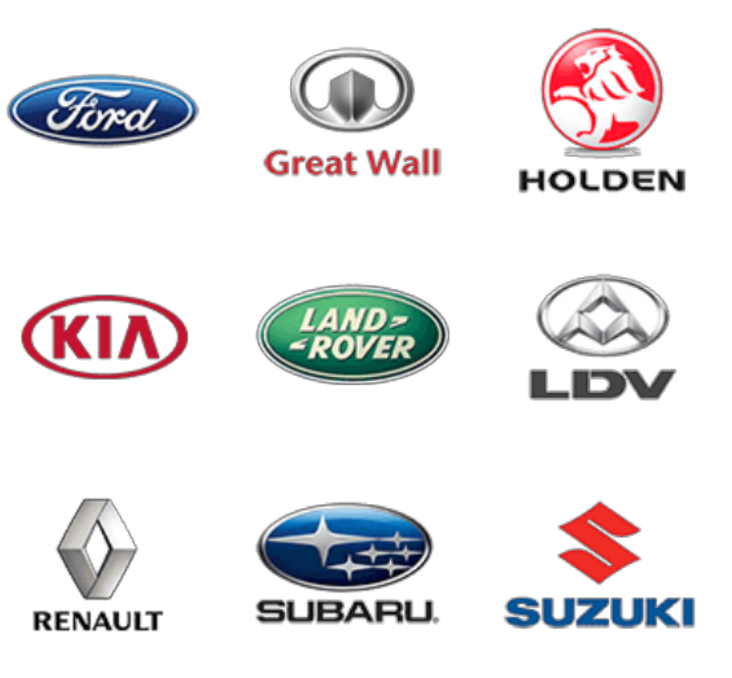 Ford
Great Wall
HOLDEN
KIA
LAND
ROVER
LDV
RENAULT
SUBARU
SUZUKI